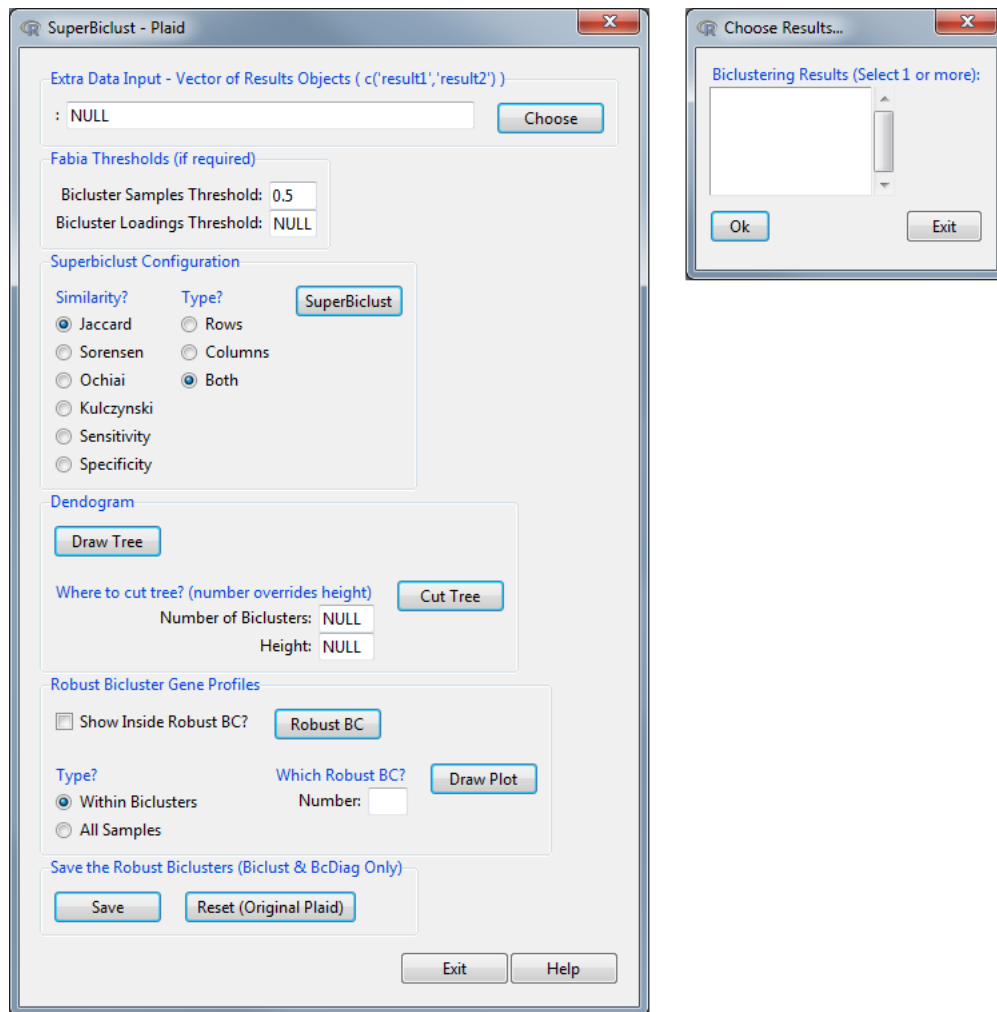 SuperBiclust - Plaid
Extra Data Input - Vector of Results Objects ( c('result1','result2') )
: NULL Choose
Fabia Thresholds (if required)
Bicluster Samples Threshold: 0.5
Bicluster Loadings Threshold: NULL
Superbiclust Configuration
Similarity? Type? SuperBiclust
Jaccard Rows
Sorensen Columns
Ochiai Both
Kulczynski
Sensitivity
Specificity
Dendogram
Draw Tree
Where to cut tree? (number overrides height) Cut Tree
Number of Biclusters: NULL
Height: NULL
Robust Bicluster Gene Profiles
Show Inside Robust BC? Robust BC
Type? Which Robust BC? Draw Plot
Within Biclusters Number:
All Samples
Save the Robust Biclusters (Biclust & BcDiag Only)
Save Reset (Original Plaid)
Exit Help
Choose Results...
Biclustering Results (Select 1 or more):
Ok Exit